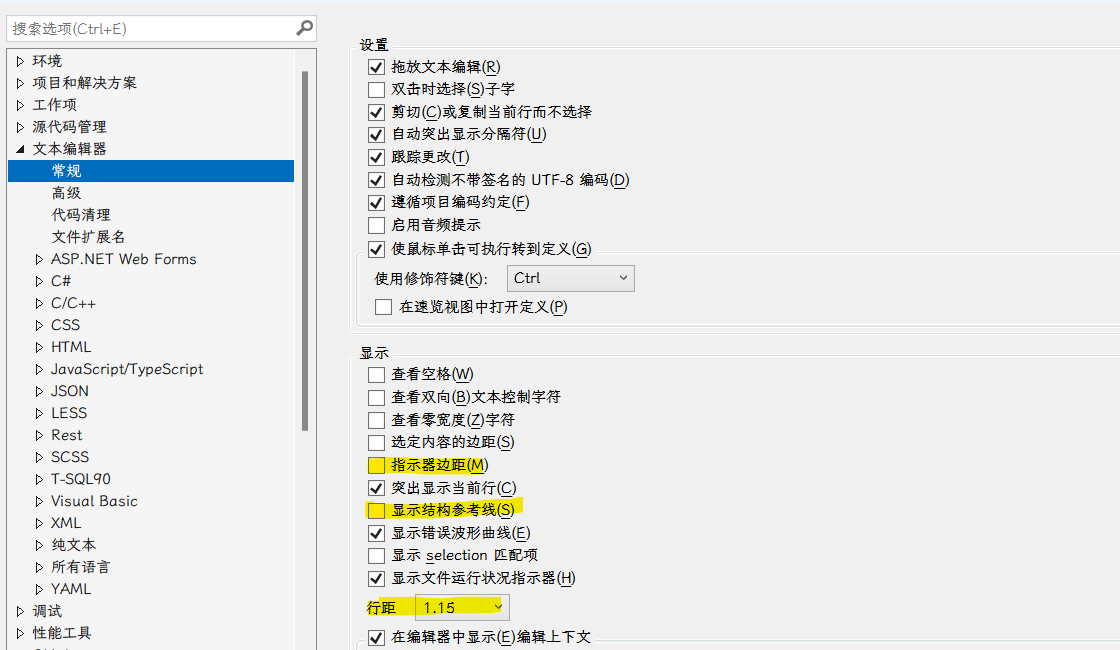 搜索选项(Ctrl+E)
环境
项目和解决方案
工作项
源代码管理
文本编辑器
常规
高级
代码清理
文件扩展名
ASP.NET Web Forms
C#
C/C++
CSS
HTML
JavaScript/TypeScript
JSON
LESS
Rest
SCSS
T-SQL90
Visual Basic
XML
纯文本
所有语言
YAML
调试
性能工具
设置
拖放文本编辑(R)
双击时选择(S)子字
剪切(C)或复制当前行而不选择
自动突出显示分隔符(U)
跟踪更改(T)
自动检测不带签名的 UTF-8 编码(D)
遵循项目编码约定(F)
启用音频提示
使鼠标单击可执行转到定义(G)
使用修饰符键(K): Ctrl
在速览视图中打开定义(P)
显示
查看空格(W)
查看双向(B)文本控制字符
查看零宽度(Z)字符
选定内容的边距(S)
指示器边距(M)
突出显示当前行(C)
显示结构参考线(S)
显示错误波形曲线(E)
显示 selection 匹配项
显示文件运行状况指示器(H)
行距 1.15
在编辑器中显示(E)编辑上下文